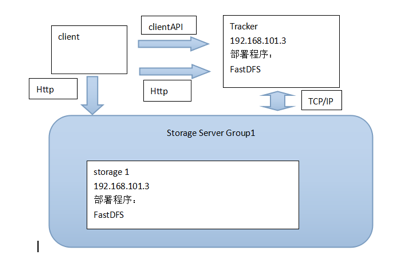 clientAPI
client
Tracker
192.168.101.3
部署程序：
FastDFS
Http
Http
TCP/IP
Storage Server Group1
storage 1
192.168.101.3
部署程序：
FastDFS